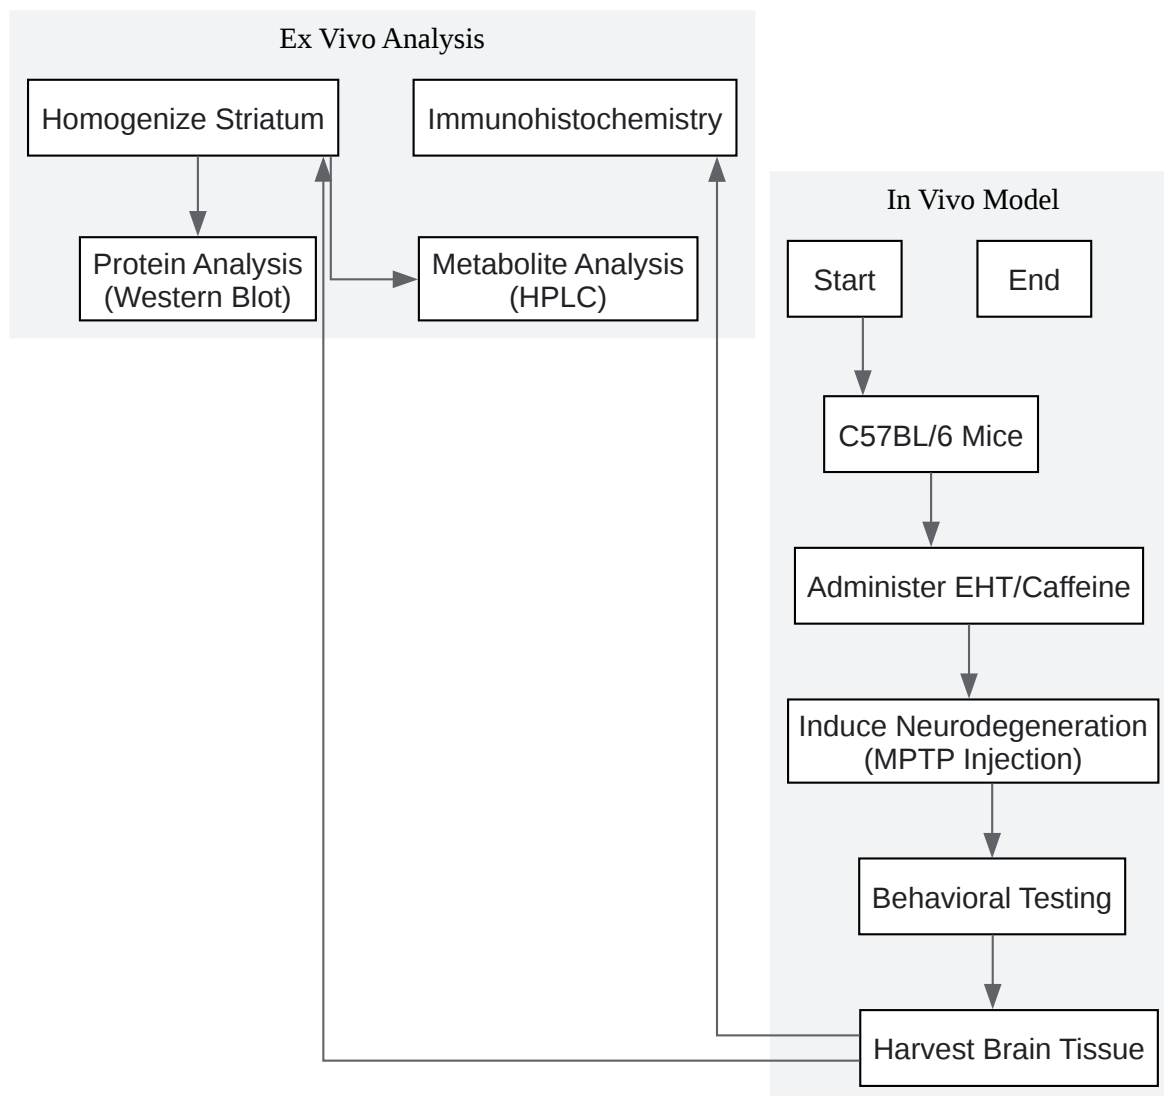 Ex Vivo Analysis
Homogenize Striatum
Immunohistochemistry
Protein Analysis
(Western Blot)
Metabolite Analysis
(HPLC)
In Vivo Model
Start
End
C57BL/6 Mice
Administer EHT/Caffeine
Induce Neurodegeneration
(MPTP Injection)
Behavioral Testing
Harvest Brain Tissue